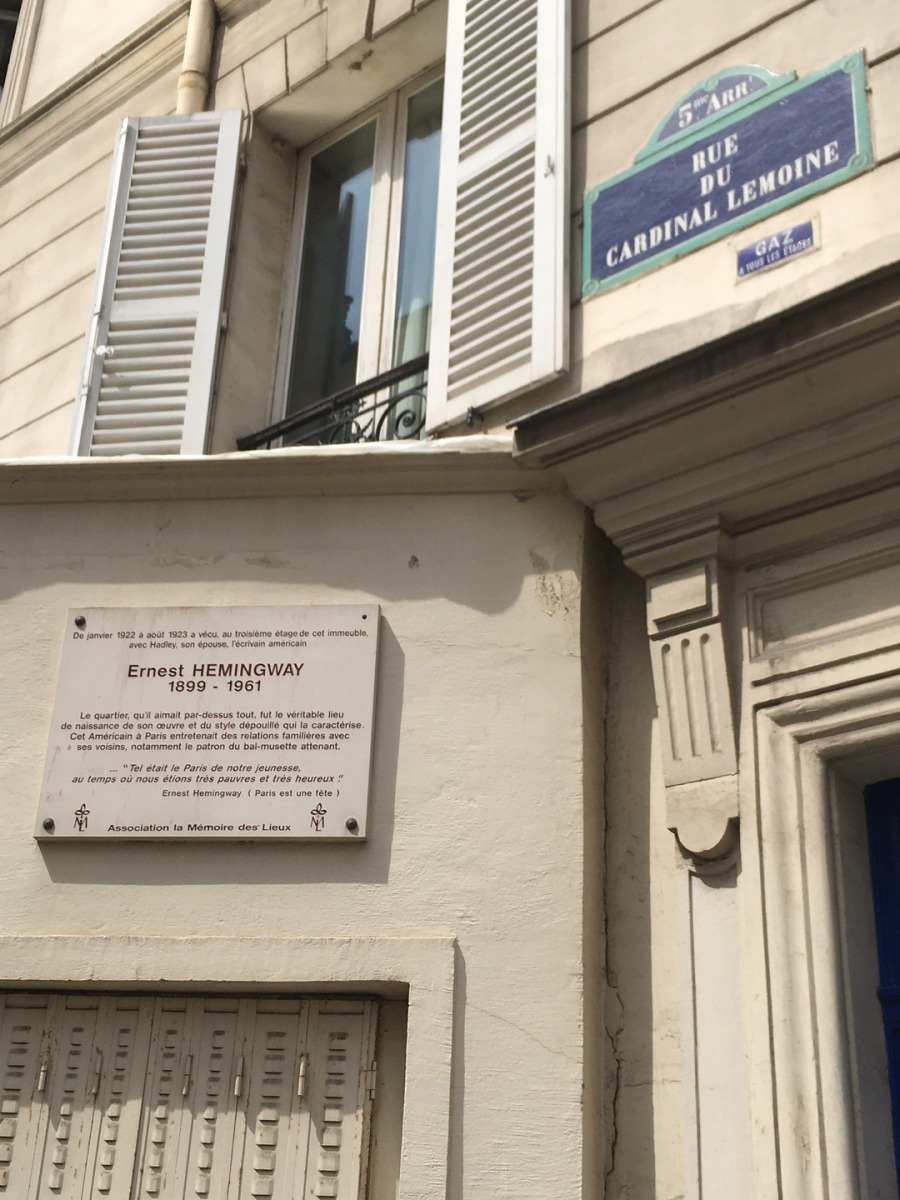 5me ARRt
RUE
DU
CARDINAL LEMOINE
GAZ
A TOUS LES ETAGES
De janvier 1922 à août 1923 a vécu, au troisième étage de cet immeuble,
avec Hadley, son épouse, l'écrivain américain
Ernest HEMINGWAY
1899 - 1961
Le quartier, qu'il aimait par-dessus tout, fut le véritable lieu
de naissance de son œuvre et du style dépouillé qui la caractérise.
Cet Américain à Paris entretenait des relations familières avec
ses voisins, notamment le patron du bal-musette attenant.
... "Tel était le Paris de notre jeunesse,
au temps où nous étions très pauvres et très heureux."
Ernest Hemingway ( Paris est une fête )
Association la Mémoire des Lieux